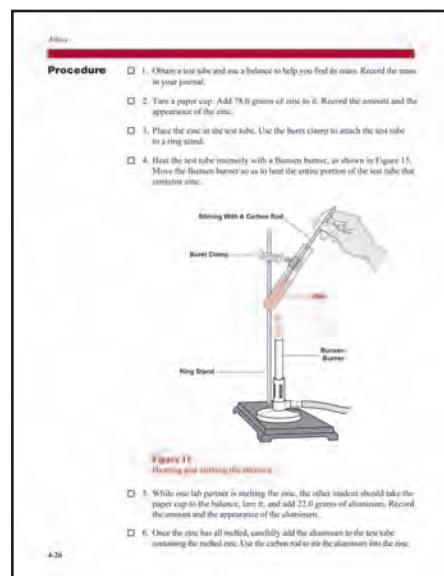 Alloys
Procedure
1. Obtain a test tube and use a balance to help you find its mass. Record the mass
in your journal.
2. Tare a paper cup. Add 78.0 grams of zinc to it. Record the amount and the
appearance of the zinc.
3. Place the zinc in the test tube. Use the buret clamp to attach the test tube
to a ring stand.
4. Heat the test tube intensely with a Bunsen burner, as shown in Figure 15.
Move the Bunsen burner so as to heat the entire portion of the test tube that
contains zinc.
Stirring With A Carbon Rod
Buret Clamp
Bunsen
Burner
Ring Stand
Figure 15
Heating and stirring the mixture
5. While one lab partner is melting the zinc, the other student should take the
paper cup to the balance, tare it, and add 22.0 grams of aluminum. Record
the amount and the appearance of the aluminum.
6. Once the zinc has all melted, carefully add the aluminum to the test tube
containing the melted zinc. Use the carbon rod to stir the aluminum into the zinc
4-26